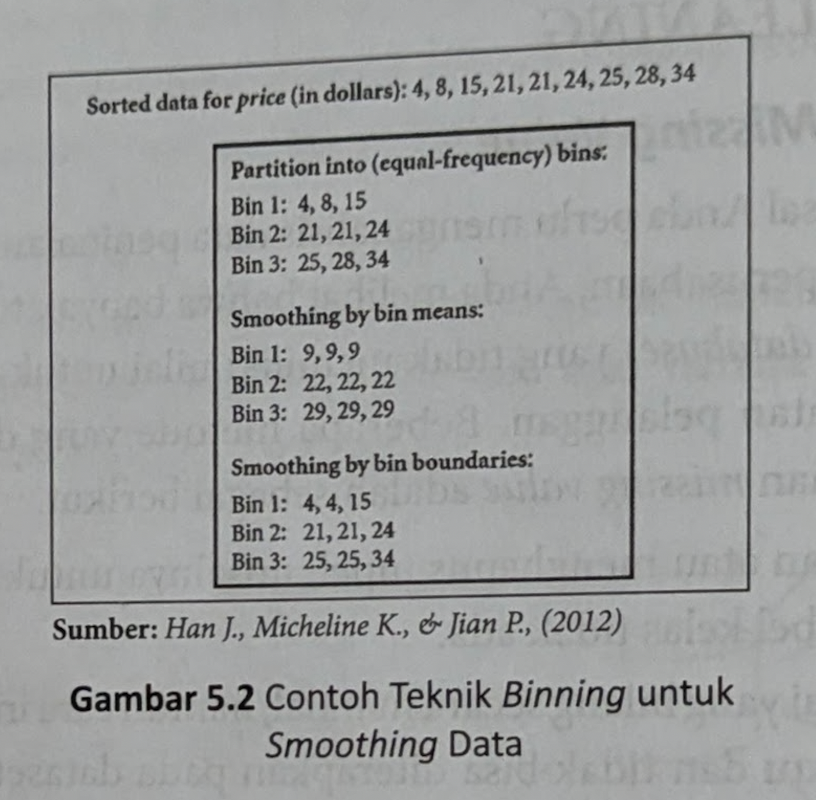 Sorted data for price (in dollars): 4, 8, 15, 21, 21, 24, 25, 28, 34
Partition into (equal-frequency) bins:
Bin 1: 4, 8, 15
Bin 2: 21, 21, 24
Bin 3: 25, 28, 34
Smoothing by bin means:
Bin 1: 9, 9, 9
Bin 2: 22, 22, 22
Bin 3: 29, 29, 29
Smoothing by bin boundaries:
Bin 1: 4, 4, 15
Bin 2: 21, 21, 24
Bin 3: 25, 25, 34
Sumber: Han J., Micheline K., & Jian P., (2012)
Gambar 5.2 Contoh Teknik Binning untuk
Smoothing Data